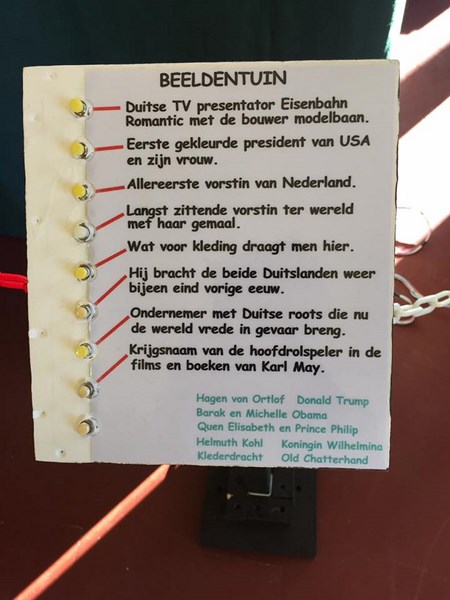 BEELDENTUIN
Duitse TV presentator Eisenbahn
Romantic met de bouwer modelbaan.
Eerste gekleurde president van USA
en zijn vrouw.
Allereerste vorstin van Nederland.
Langst zittende vorstin ter wereld
met haar gemaal.
Wat voor kleding draagt men hier.
Hij bracht de beide Duitslanden weer
bijeen eind vorige eeuw.
Ondernemer met Duitse roots die nu
de wereld vrede in gevaar breng.
Krijgsnaam van de hoofdrolspeler in de
films en boeken van Karl May.
Hagen von Ortlof Donald Trump
Barak en Michelle Obama
Quen Elisabeth en Prince Philip
Helmuth Kohl Koningin Wilhelmina
Klederdracht Old Chatterhand